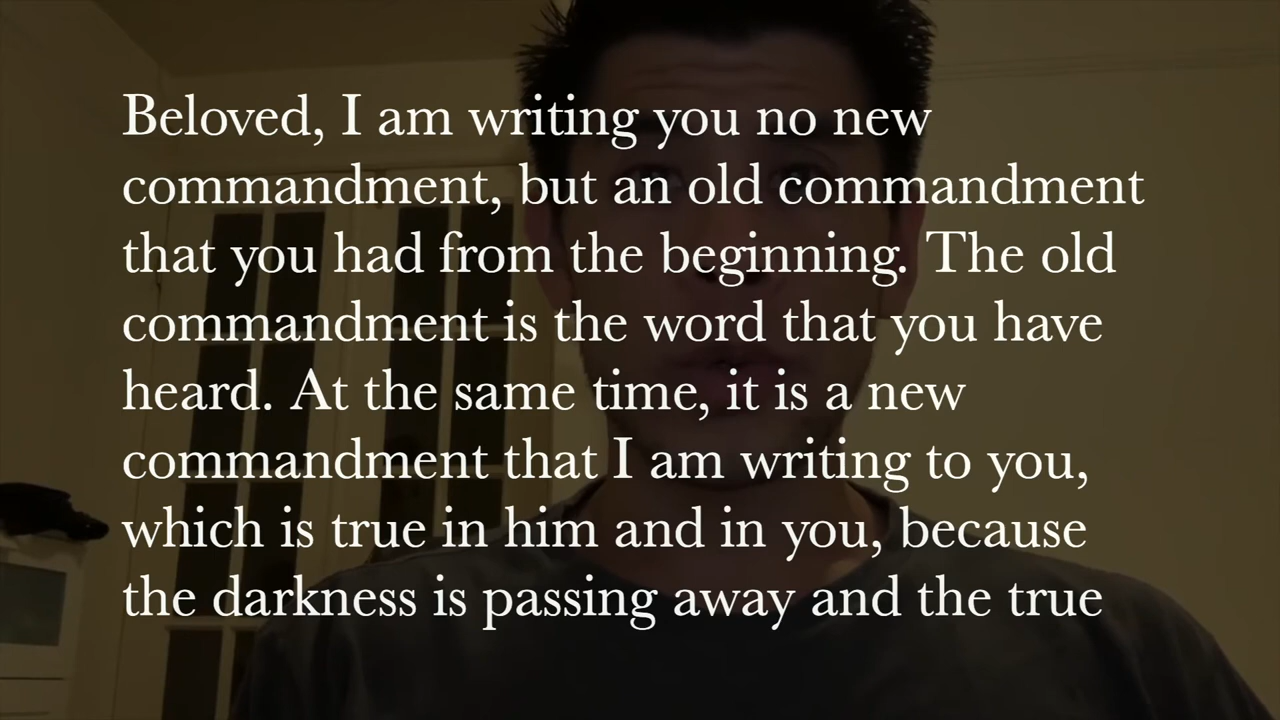 Beloved, I am writing you no new
commandment, but an old commandment
that you had from the beginning. The old
commandment is the word that you have
heard. At the same time, it is a new
commandment that I am writing to you,
which is true in him and in you, because
the darkness is passing away and the true